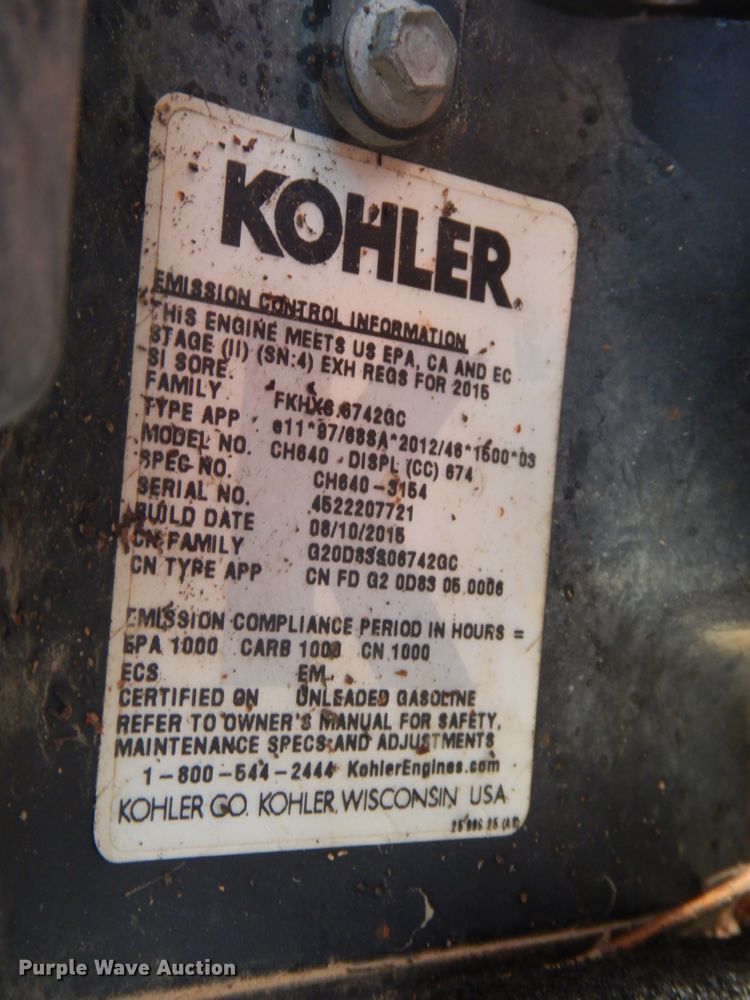 KOHLER
EMISSION CONTROL INFORMATION
THIS ENGINE MEETS US EPA, CA AND EC
STAGE (II) (SN:4) EXH REGS FOR 2015
SI SORE.
FAMILY FKHXS.6742GC
TYPE APP e11*97/68SA*2012/46*1500*03
MODEL NO. CH640 DISPL (CC) 674
SPEC NO. CH640-3154
SERIAL NO. 4522207721
BUILD DATE 08/10/2015
CN FAMILY
CN TYPE APP CN FD G2 0D83 05 0006
EMISSION COMPLIANCE PERIOD IN HOURS =
EPA 1000 CARB 1000 CN 1000
ECS EM
CERTIFIED ON UNLEADED GASOLINE
REFER TO OWNER'S MANUAL FOR SAFETY,
MAINTENANCE SPECS AND ADJUSTMENTS
1-800-544-2444 KohlerEngines.com
KOHLER CO. KOHLER, WISCONSIN USA
Purple Wave Auction